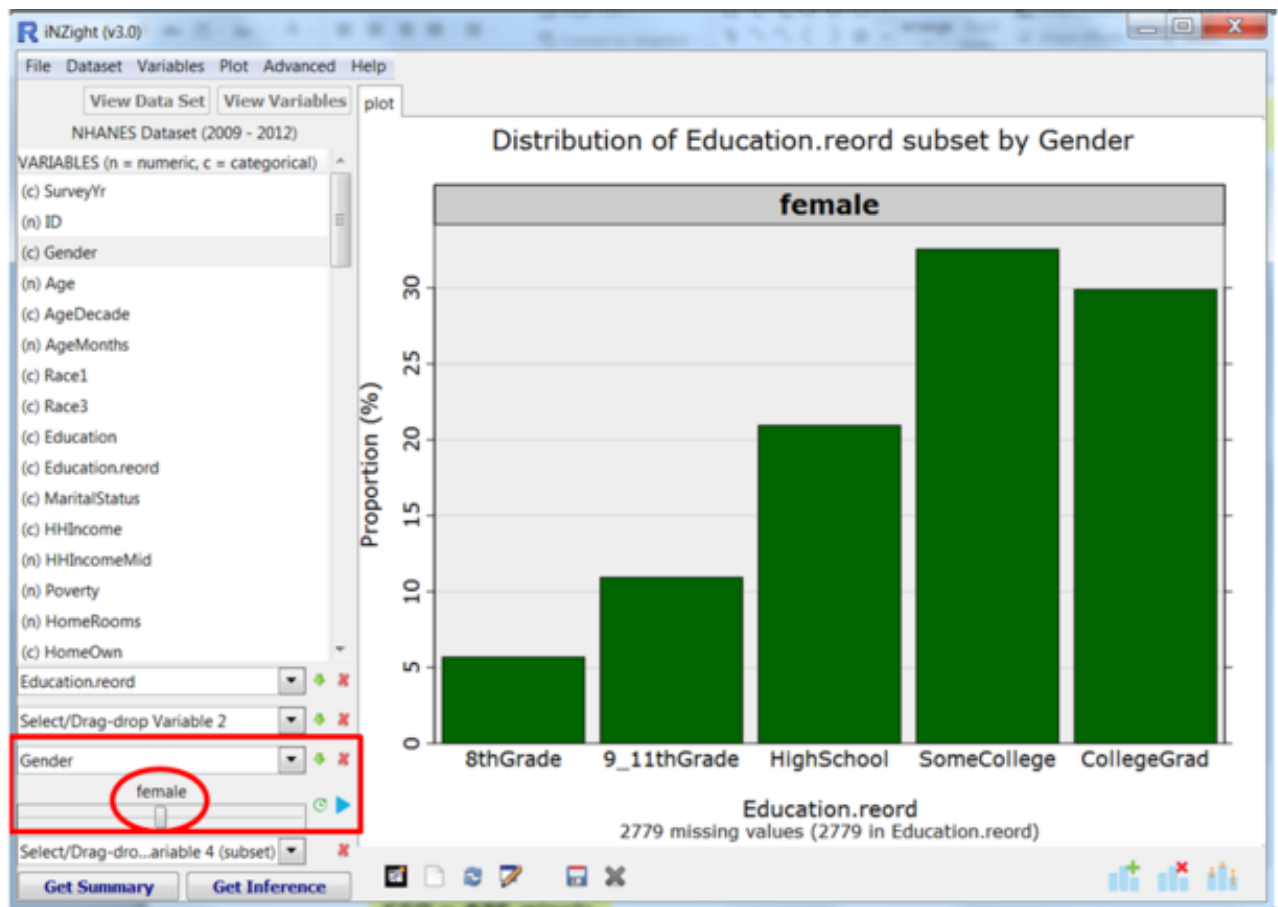 iNZight (v3.0)
File Dataset Variables Plot Advanced Help
View Data Set View Variables
NHANES Dataset (2009 - 2012)
VARIABLES (n = numeric, c = categorical)
(c) SurveyYr
(n) ID
(c) Gender
(n) Age
(c) AgeDecade
(n) AgeMonths
(c) Race1
(c) Race3
(c) Education
(c) Education.reord
(c) MaritalStatus
(c) HHIncome
(n) HHIncomeMid
(n) Poverty
(n) HomeRooms
(c) HomeOwn
Education.reord
Select/Drag-drop Variable 2
Gender
female
Select/Drag-dro...ariable 4 (subset)
Get Summary Get Inference
plot
Distribution of Education.reord subset by Gender
female
Proportion (%)
30
25
20
15
10
5
0
8thGrade 9_11thGrade HighSchool SomeCollege CollegeGrad
Education.reord
2779 missing values (2779 in Education.reord)